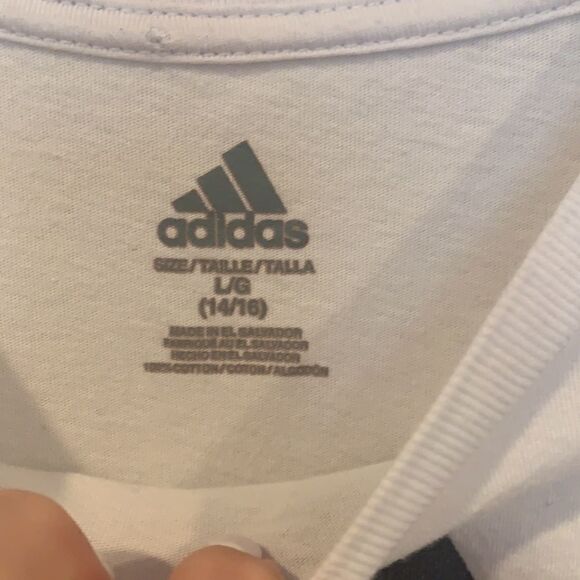 adidas
SIZE/TAILLE/TALLA
L/G
(14/16)
MADE IN EL SALVADOR
FABRIQUE AU EL SALVADOR
HECHO EN EL SALVADOR
100% COTTON/COTON/ALGODÓN